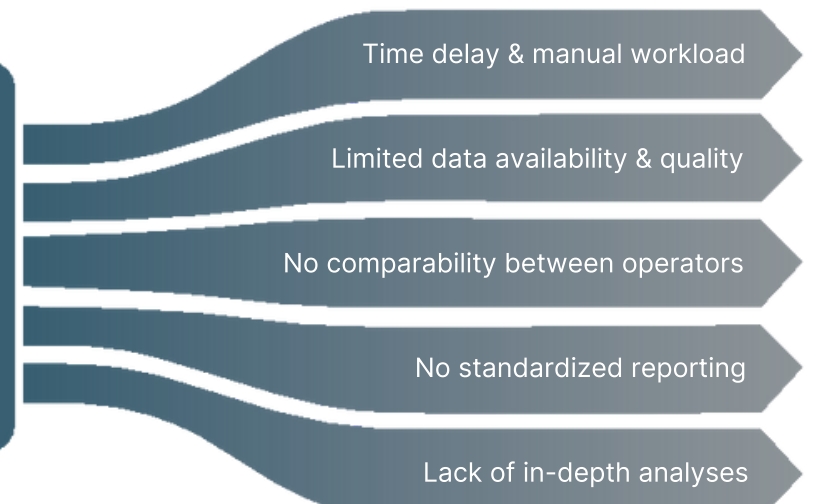 Time delay & manual workload
Limited data availability & quality
No comparability between operators
No standardized reporting
Lack of in-depth analyses